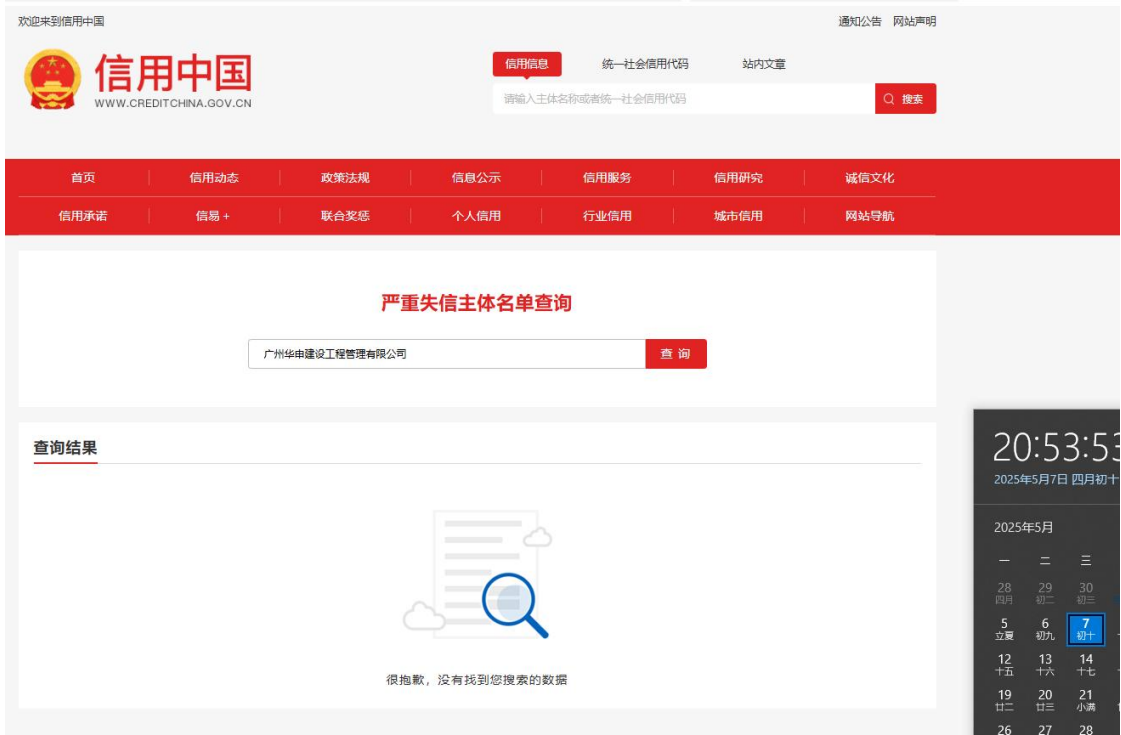 欢迎来到信用中国
通知公告 网站声明
信用中国
WWW.CREDITCHINA.GOV.CN
信用信息 统一社会信用代码 站内文章
请输入主体名称或者统一社会信用代码
搜索
首页 信用动态 政策法规 信息公示 信用服务 信用研究 诚信文化
信用承诺 信易+ 联合奖惩 个人信用 行业信用 城市信用 网站导航
严重失信主体名单查询
广州华申建设工程管理有限公司
查询
查询结果
很抱歉，没有找到您搜索的数据
20:53:53
2025年5月7日 四月初十
2025年5月
一 二 三
28 29 30
四月 初二 初三
5 6 7
立夏 初九 初十
12 13 14
十五 十六 十七
19 20 21
廿二 廿三 小满
26 27 28